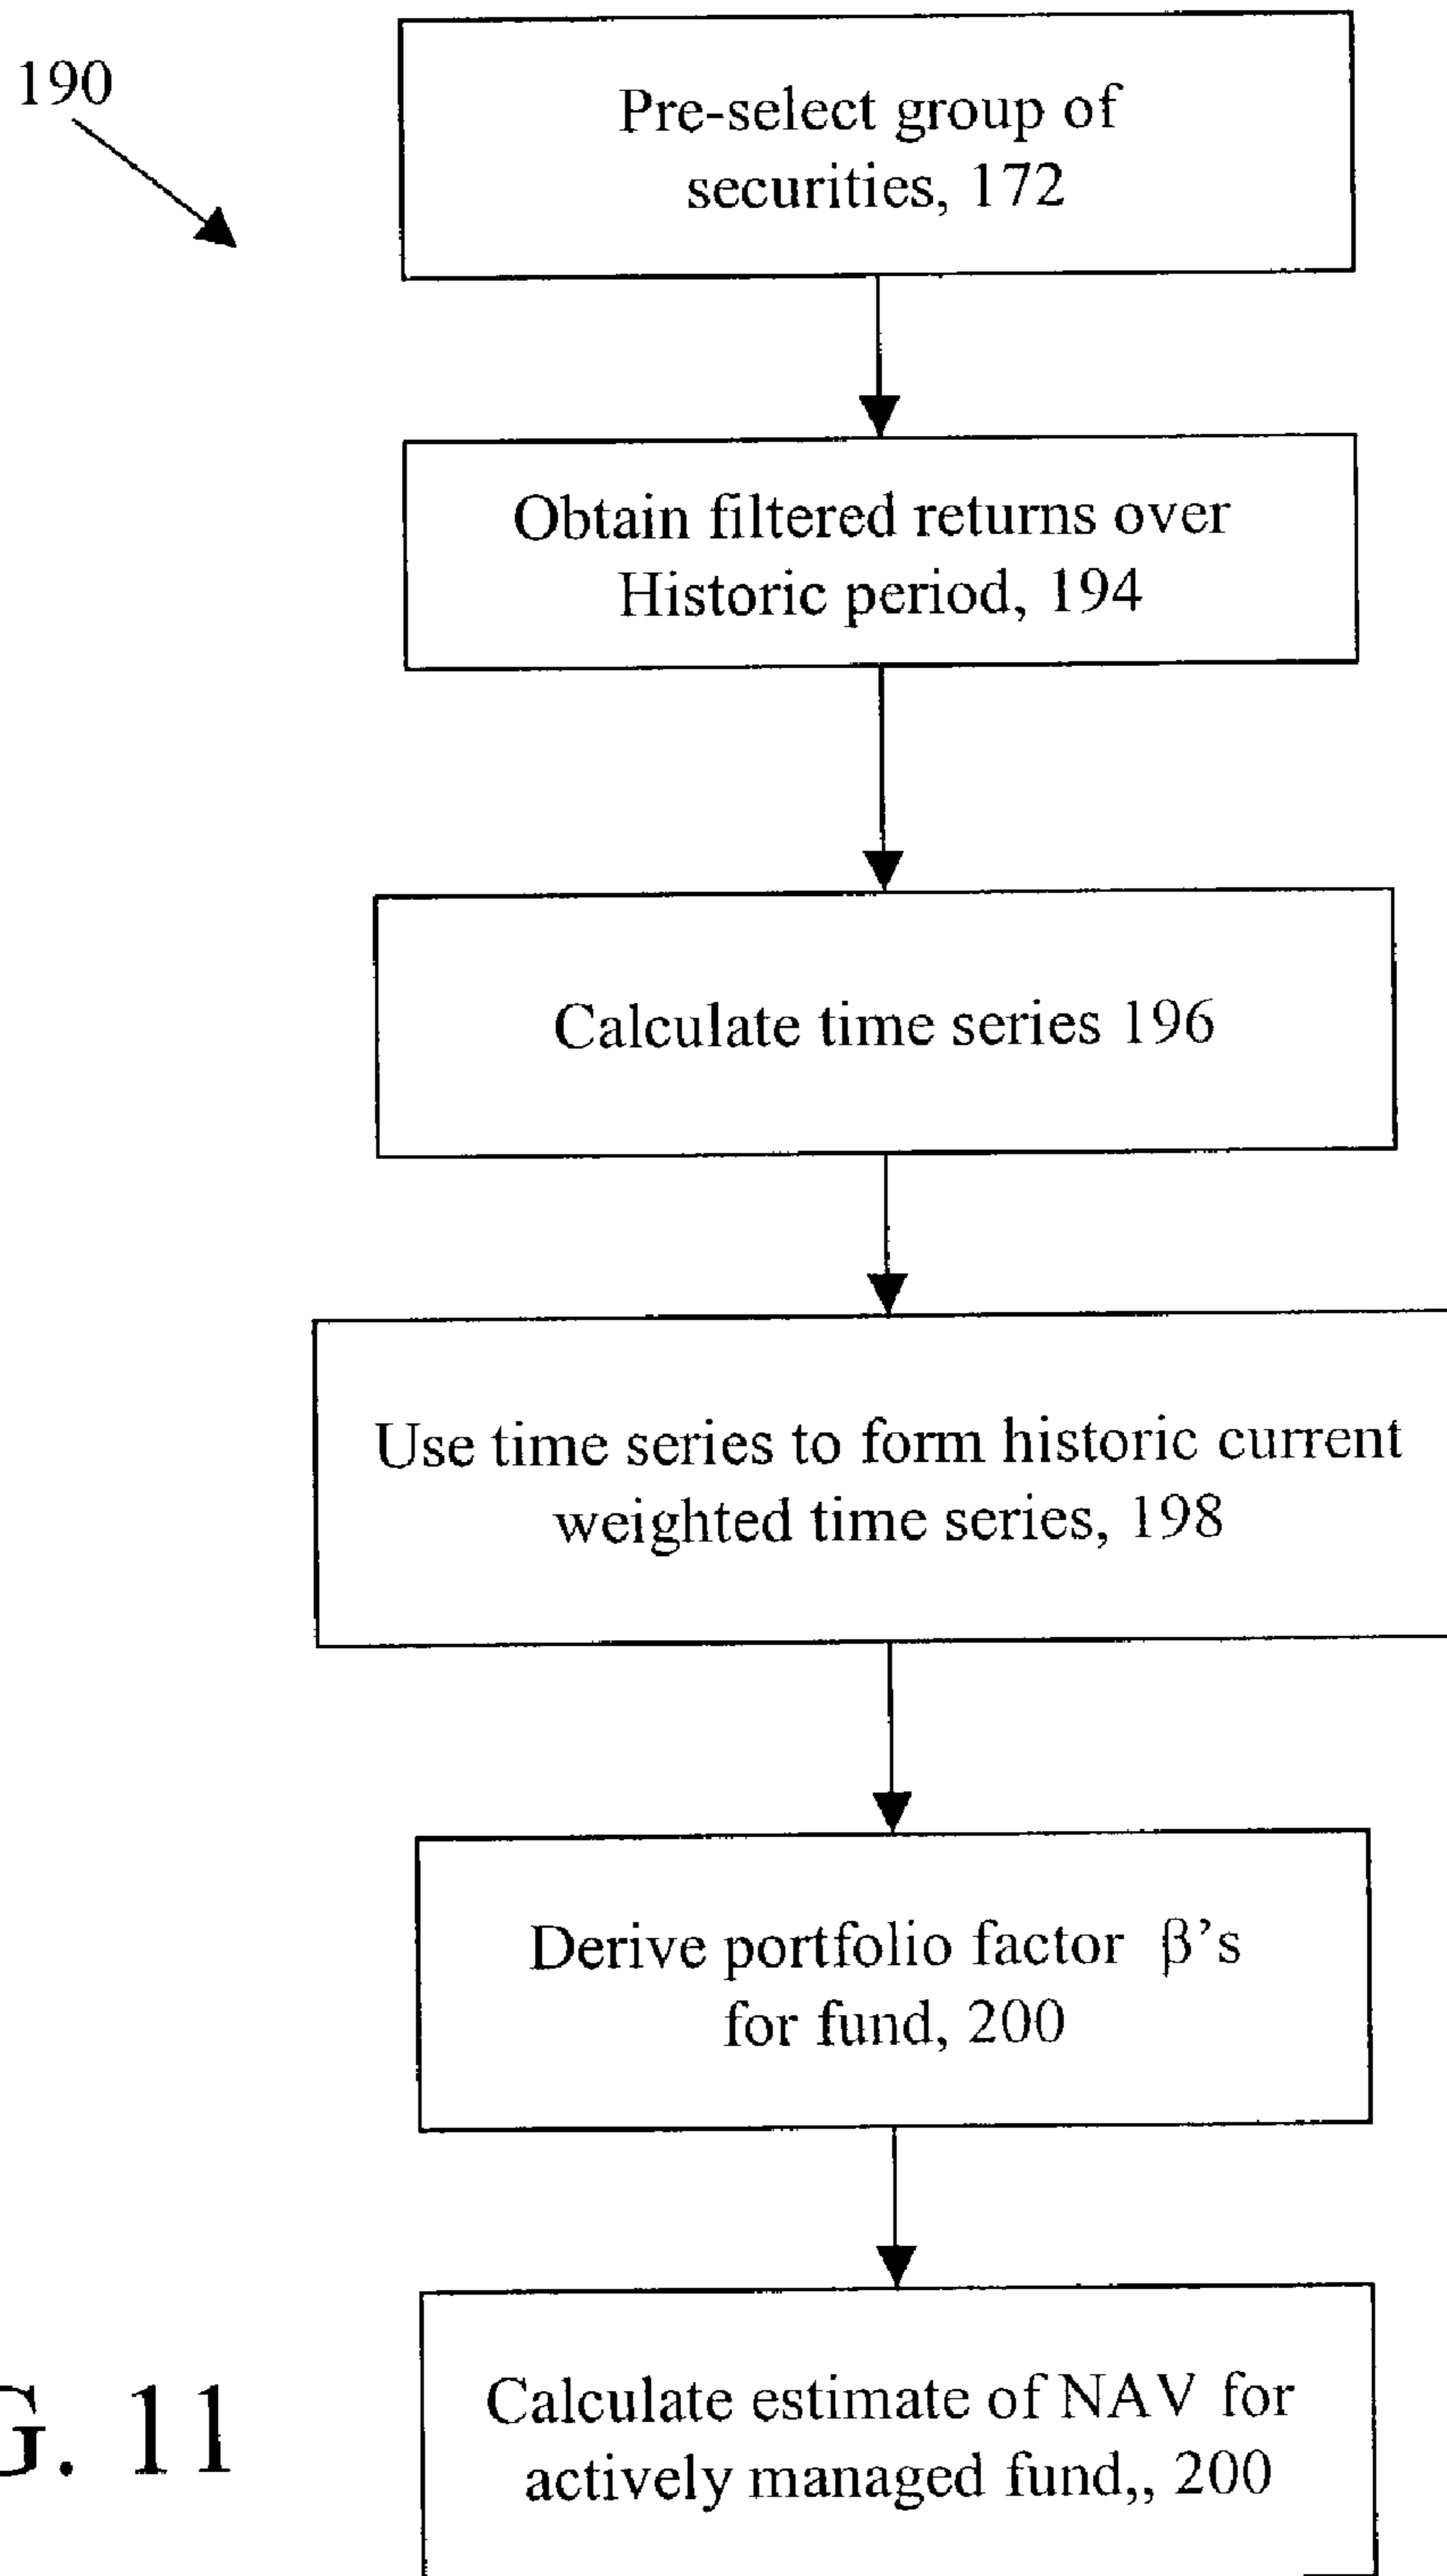 190
Pre-select group of
securities, 172
Obtain filtered returns over
Historic period, 194
Calculate time series 196
Use time series to form historic current
weighted time series, 198
Derive portfolio factor β’s
for fund, 200
Calculate estimate of NAV for
actively managed fund,, 200
G. 11